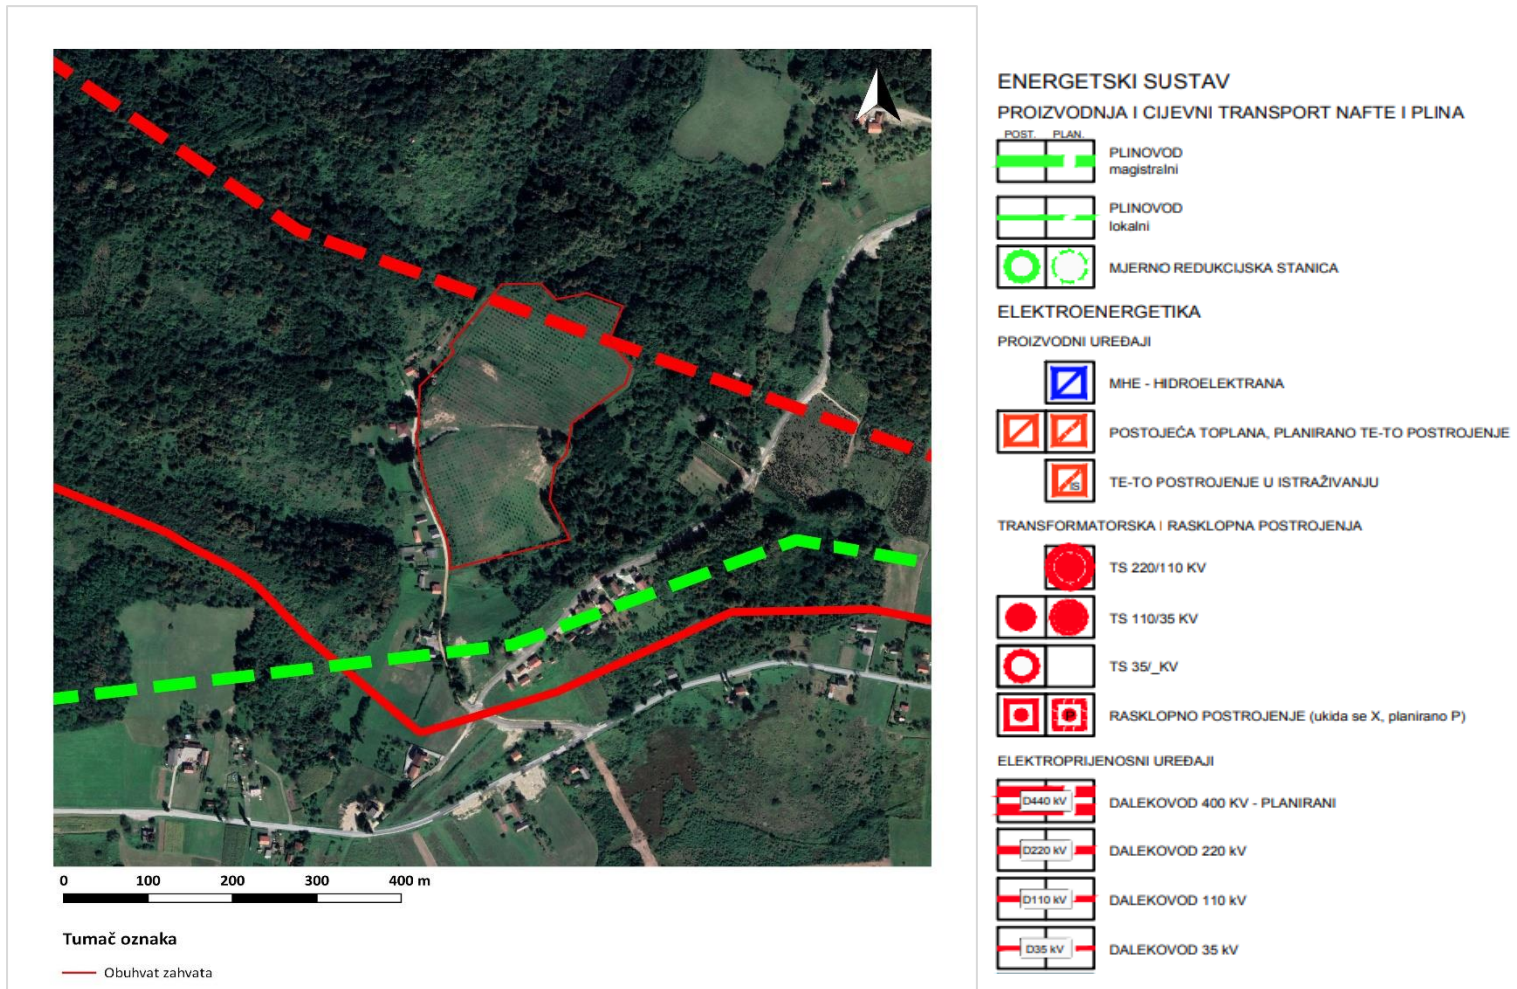 ENERGETSKI SUSTAV
PROIZVODNJA I CIJEVNI TRANSPORT NAFTE I PLINA
POST. PLAN.
PLINOVOD
magistralni
PLINOVOD
lokalni
MJERNO REDUKCIJSKA STANICA
ELEKTROENERGETIKA
PROIZVODNI UREĐAJI
MHE - HIDROELEKTRANA
POSTOJEĆA TOPLANA, PLANIRANO TE-TO POSTROJENJE
IS
TE-TO POSTROJENJE U ISTRAŽIVANJU
TRANSFORMATORSKA I RASKLOPNA POSTROJENJA
TS 220/110 KV
TS 110/35 KV
TS 35/_KV
P
RASKLOPNO POSTROJENJE (ukida se X, planirano P)
ELEKTROPRIJENOSNI UREĐAJI
D440 kV
DALEKOVOD 400 KV - PLANIRANI
D220 kV
DALEKOVOD 220 kV
D110 kV
DALEKOVOD 110 kV
D35 kV
DALEKOVOD 35 kV
0 100 200 300 400 m
Tumač oznaka
Obuhvat zahvata